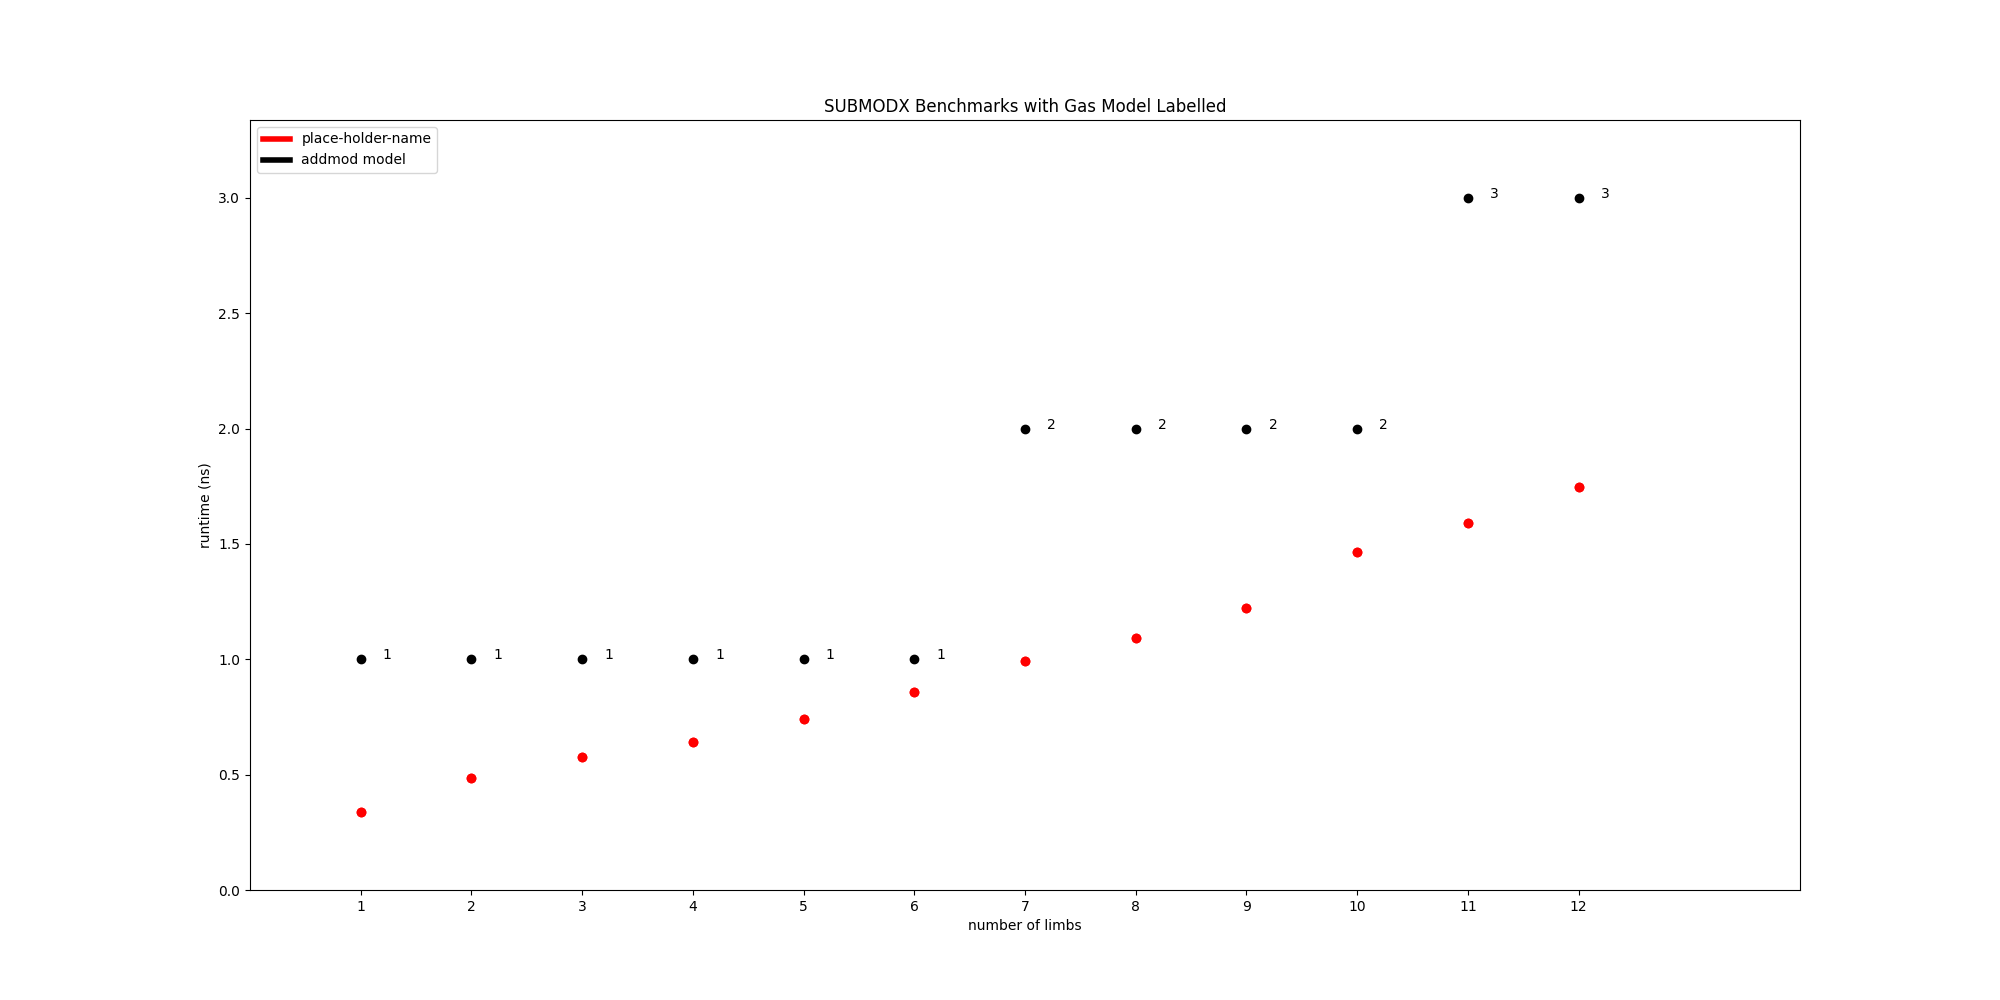 SUBMODX Benchmarks with Gas Model Labelled
place-holder-name
addmod model
3.0
2.5
2.0
1.5
1.0
0.5
0.0
runtime (ns)
3 3
2 2 2 2
1 1 1 1 1 1
1 2 3 4 5 6 7 8 9 10 11 12
number of limbs